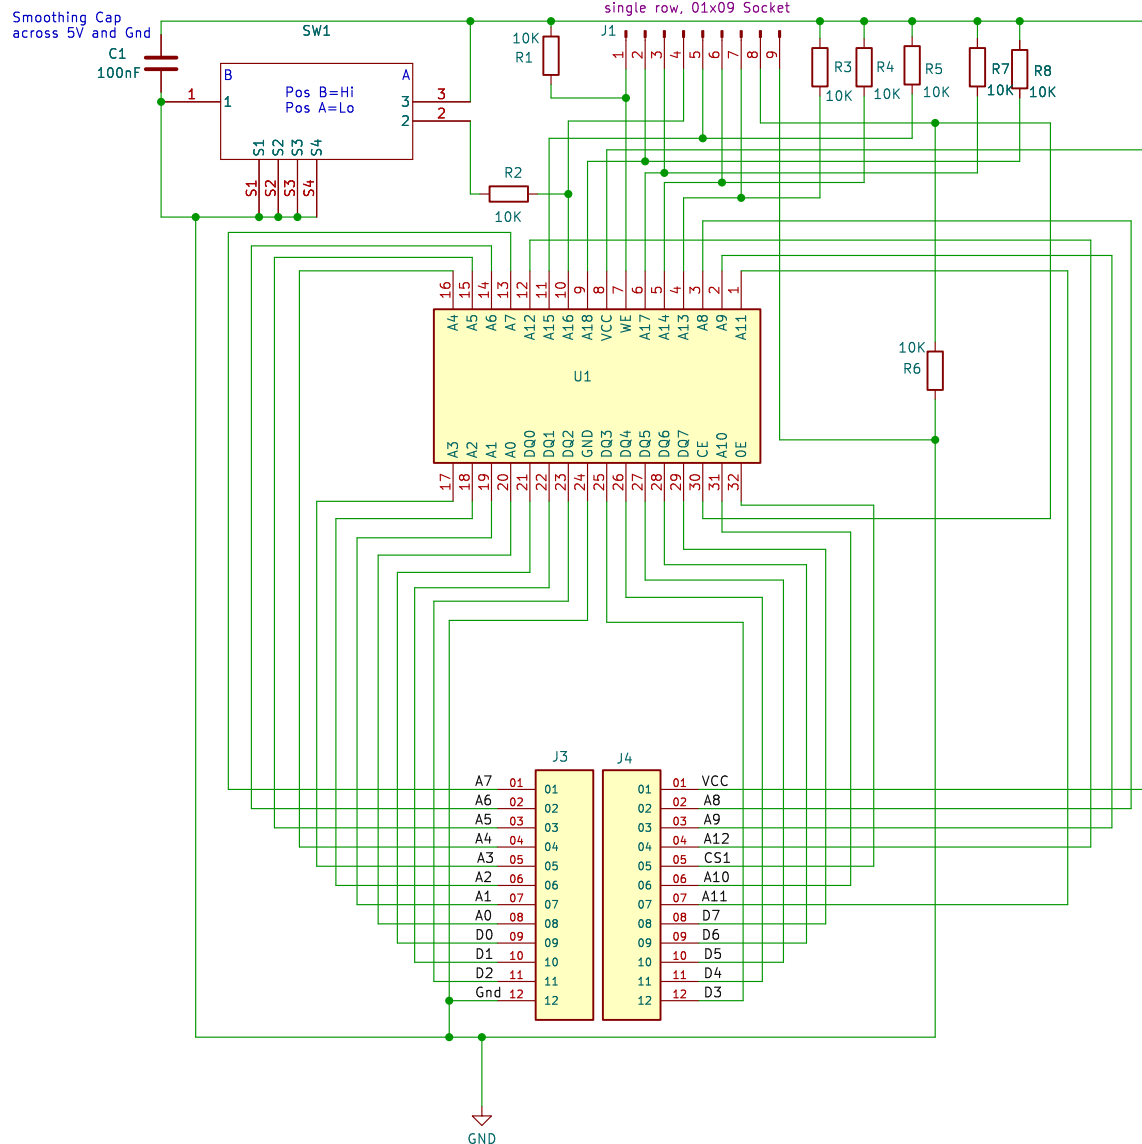 Smoothing Cap
across 5V and Gnd
C1
100nF
SW1
B A
Pos B=Hi
Pos A=Lo
1 1 3 3
2 2
S1 S2 S3 S4
S1 S2 S3 S4
R2
10K
10K
R1
single row, 01x09 Socket
J1
1 2 3 4 5 6 7 8 9
R3 R4 R5 R7 R8
10K 10K 10K 10K 10K
16 15 14 13 12 11 10 9 8 7 6 5 4 3 2 1
A4 A5 A6 A7 A12 A15 A16 A18 VCC WE A17 A14 A13 A8 A9 A11
U1
10K
R6
A3 A2 A1 A0 DQ0 DQ1 DQ2 GND DQ3 DQ4 DQ5 DQ6 DQ7 CE A10 OE
17 18 19 20 21 22 23 24 25 26 27 28 29 30 31 32
J3 J4
A7 01 01 01 01 VCC
A6 02 02 02 02 A8
A5 03 03 03 03 A9
A4 04 04 04 04 A12
A3 05 05 05 05 CS1
A2 06 06 06 06 A10
A1 07 07 07 07 A11
A0 08 08 08 08 D7
D0 09 09 09 09 D6
D1 10 10 10 10 D5
D2 11 11 11 11 D4
Gnd 12 12 12 12 D3
GND